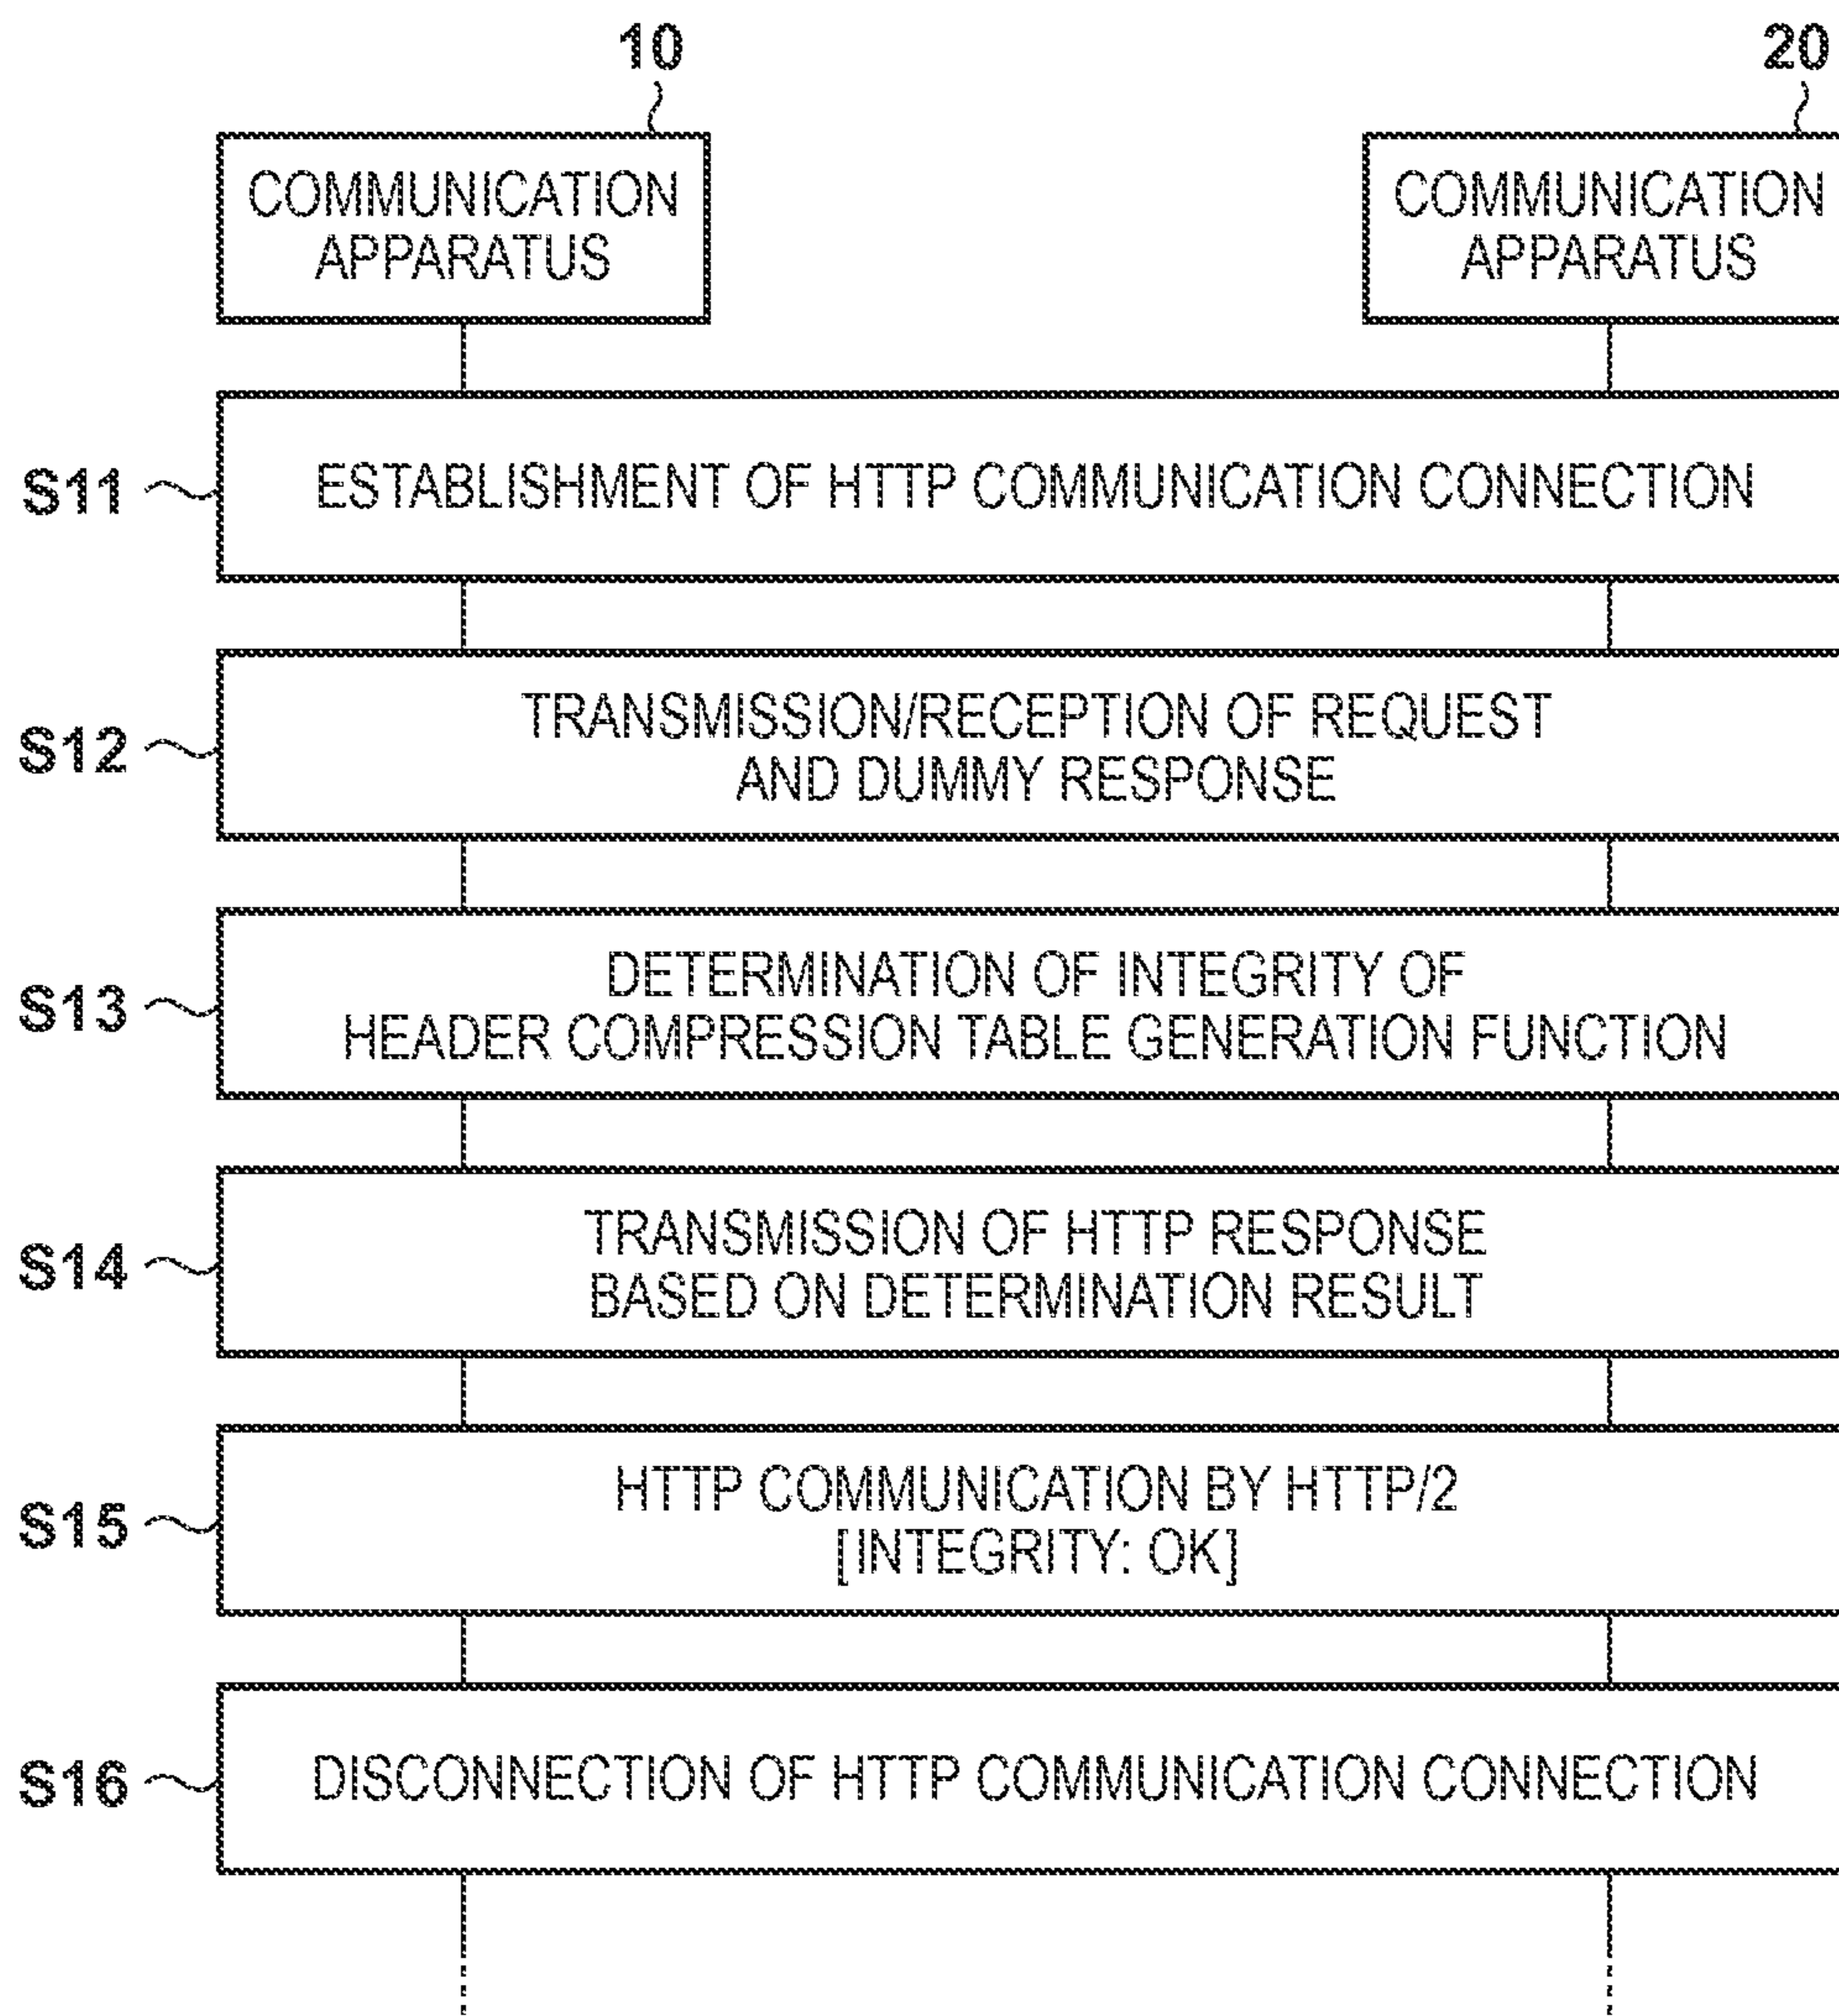 10
20
COMMUNICATION
APPARATUS
COMMUNICATION
APPARATUS
S11
ESTABLISHMENT OF HTTP COMMUNICATION CONNECTION
S12
TRANSMISSION/RECEPTION OF REQUEST
AND DUMMY RESPONSE
S13
DETERMINATION OF INTEGRITY OF
HEADER COMPRESSION TABLE GENERATION FUNCTION
S14
TRANSMISSION OF HTTP RESPONSE
BASED ON DETERMINATION RESULT
S15
HTTP COMMUNICATION BY HTTP/2
[INTEGRITY: OK]
S16
DISCONNECTION OF HTTP COMMUNICATION CONNECTION